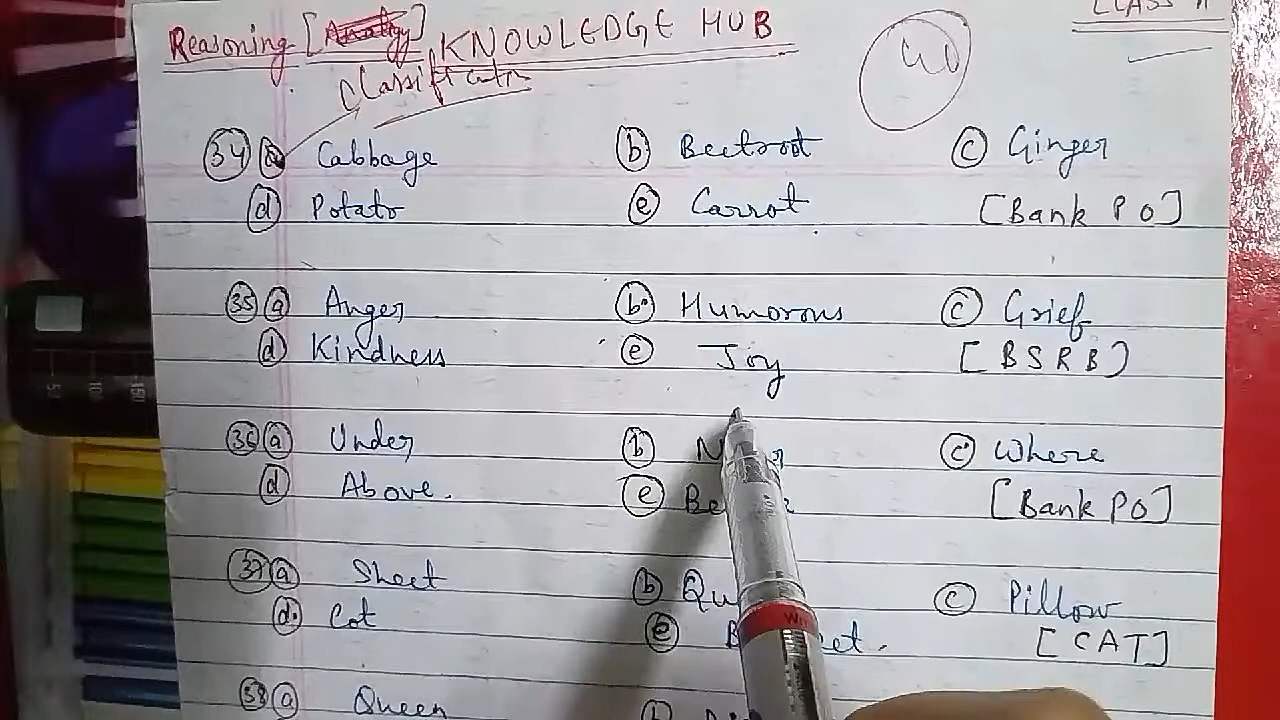 Reasoning [Analogy] KNOWLEDGE HUB
Classification
40
34 a Cabbage b Beetroot c Ginger
d Potato e Carrot [Bank PO]
35 a Anger b Humorous c Grief
d Kindness e Joy [BSRB]
36 a Under b c Where
d Above. e [Bank PO]
37 a Sheet b c Pillow
d. Cot e [CAT]
38 a Queen b